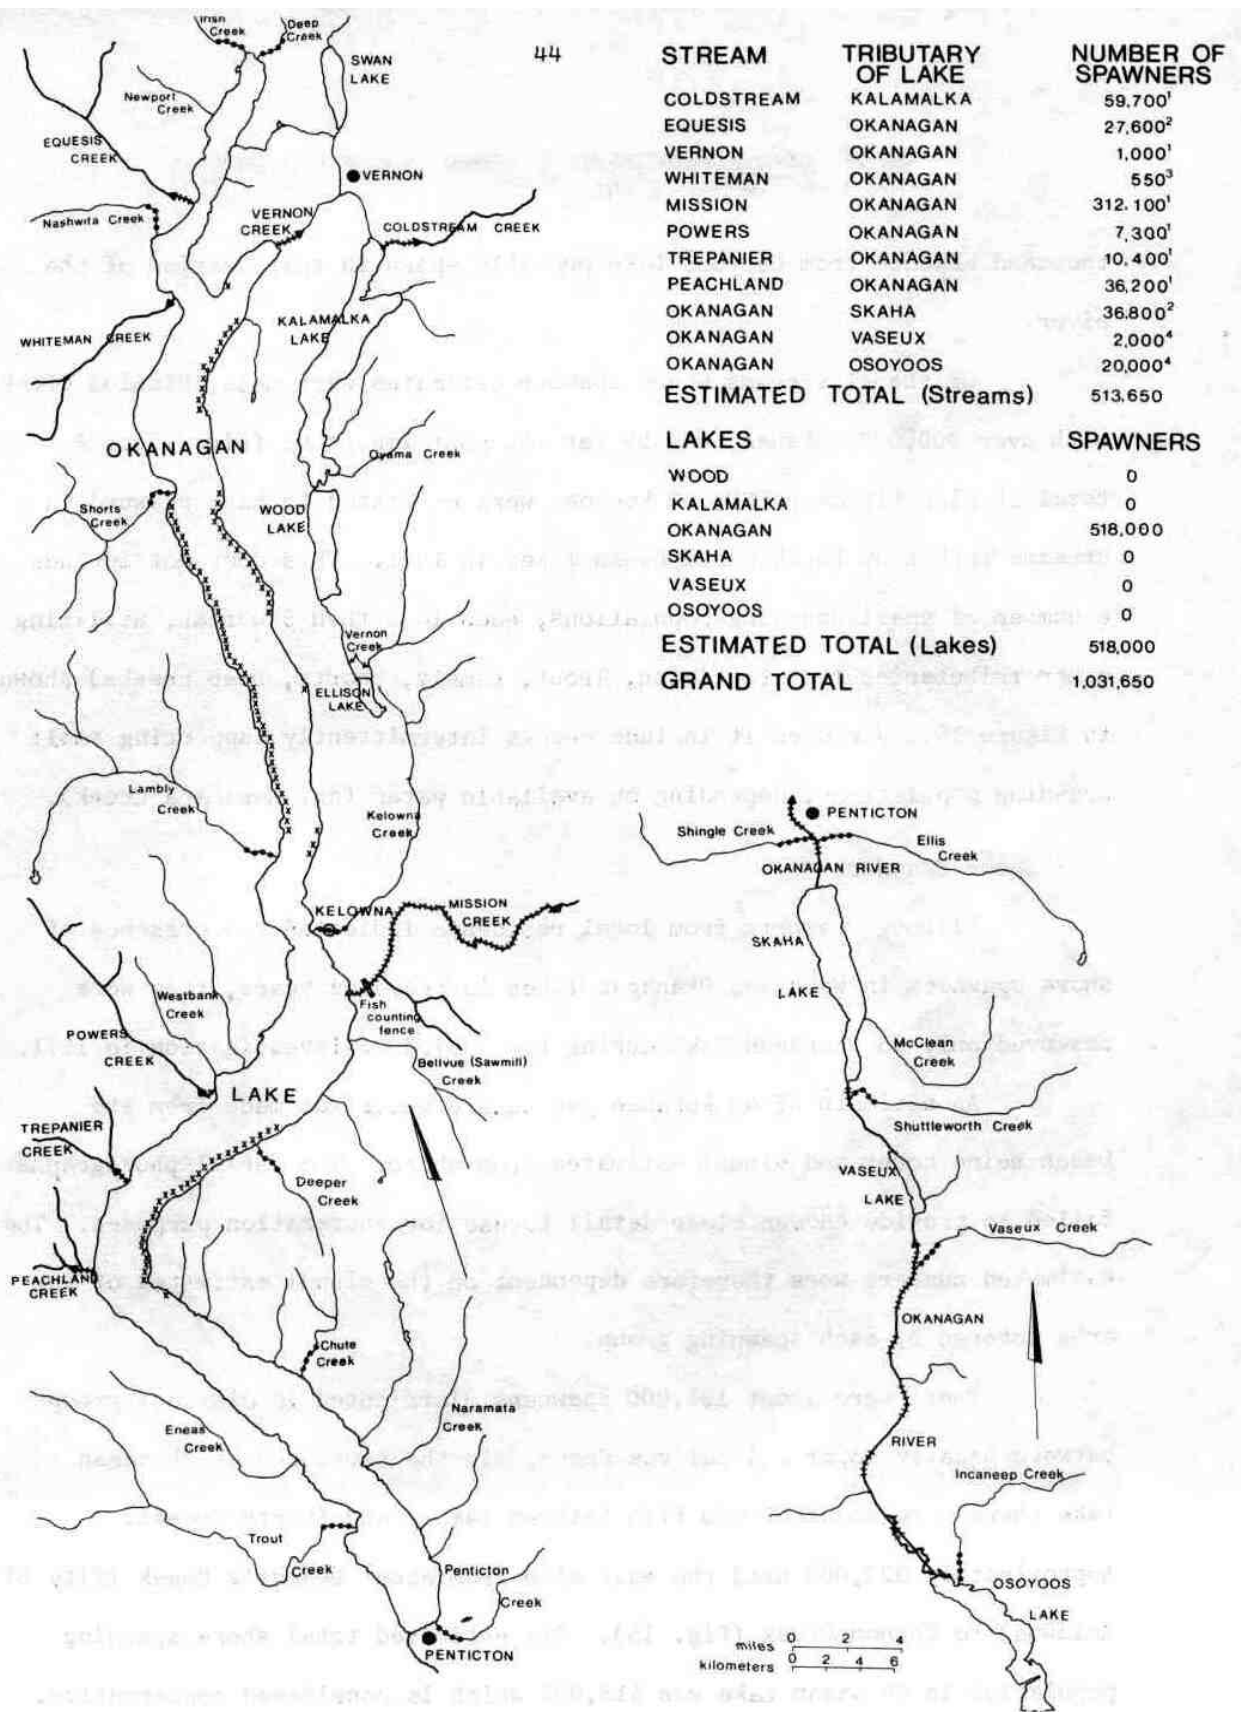 44
STREAM TRIBUTARY OF LAKE NUMBER OF SPAWNERS
COLDSTREAM KALAMALKA 59,700¹
EQUESIS OKANAGAN 27,600²
VERNON OKANAGAN 1,000¹
WHITEMAN OKANAGAN 550³
MISSION OKANAGAN 312.100¹
POWERS OKANAGAN 7,300¹
TREPANIER OKANAGAN 10,400¹
PEACHLAND OKANAGAN 36,200¹
OKANAGAN SKAHA 36.800²
OKANAGAN VASEUX 2,000⁴
OKANAGAN OSOYOOS 20,000⁴
ESTIMATED TOTAL (Streams) 513,650
LAKES SPAWNERS
WOOD 0
KALAMALKA 0
OKANAGAN 518,000
SKAHA 0
VASEUX 0
OSOYOOS 0
ESTIMATED TOTAL (Lakes) 518,000
GRAND TOTAL 1,031,650
Irish
Creek
Deep
Creek
SWAN
LAKE
Newport
Creek
EQUESIS
CREEK
VERNON
Nashwita Creek
VERNON
CREEK
COLDSTREAM CREEK
WHITEMAN CREEK
KALAMALKA
LAKE
OKANAGAN
Oyama Creek
Shorts
Creek
WOOD
LAKE
Vernon
Creek
ELLISON
LAKE
Lambly
Creek
Kelowna
Creek
KELOWNA
MISSION
CREEK
Westbank
Creek
Fish
counting
fence
POWERS
CREEK
Bellvue (Sawmill)
Creek
LAKE
TREPANIER
CREEK
Deeper
Creek
PEACHLAND
CREEK
Chute
Creek
Naramata
Creek
Eneas
Creek
Trout
Creek
Penticton
Creek
PENTICTON
PENTICTON
Shingle Creek
Ellis
Creek
OKANAGAN RIVER
SKAHA
LAKE
McClean
Creek
Shuttleworth Creek
VASEUX
LAKE
Vaseux Creek
OKANAGAN
RIVER
Incaneep Creek
OSOYOOS
LAKE
miles 0 2 4
kilometers 0 2 4 6